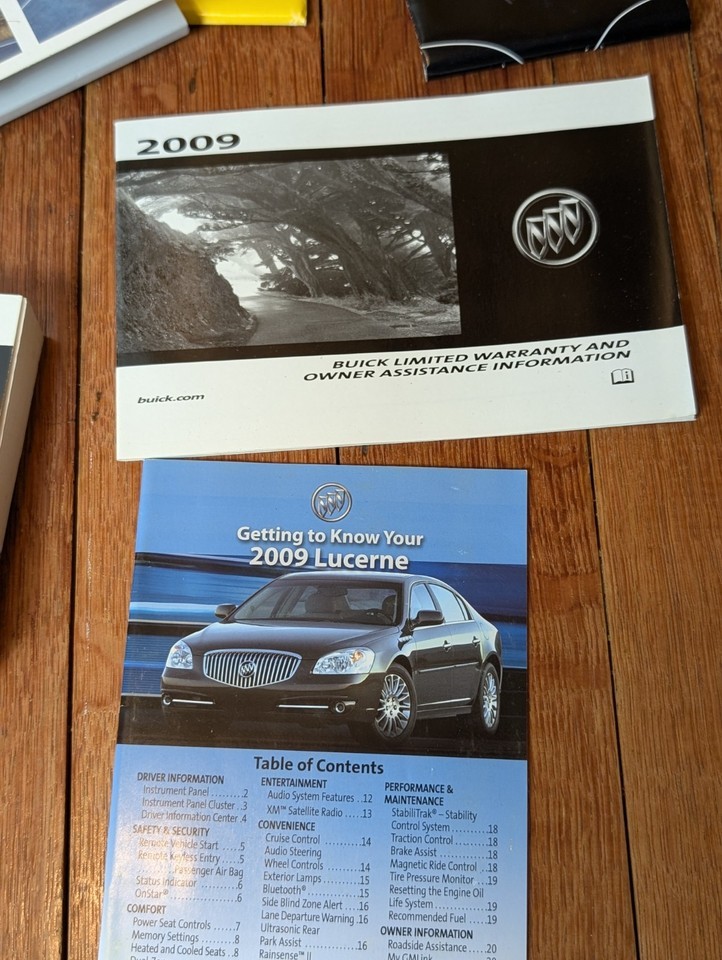 2009
BUICK LIMITED WARRANTY AND
OWNER ASSISTANCE INFORMATION
buick.com
Getting to Know Your
2009 Lucerne
Table of Contents
DRIVER INFORMATION
Instrument Panel .........2
Instrument Panel Cluster ..3
Driver Information Center .4
SAFETY & SECURITY
Remote Vehicle Start .....5
Remote Keyless Entry .....5
Passenger Air Bag
Status Indicator ..........6
OnStar® .................6
COMFORT
Power Seat Controls ......7
Memory Settings .........8
Heated and Cooled Seats ..8
ENTERTAINMENT
Audio System Features ..12
XM™ Satellite Radio .....13
CONVENIENCE
Cruise Control ..........14
Audio Steering
Wheel Controls .........14
Exterior Lamps .........15
Bluetooth® .............15
Side Blind Zone Alert ....16
Lane Departure Warning .16
Ultrasonic Rear
Park Assist .............16
Rainsense™ II
PERFORMANCE &
MAINTENANCE
StabiliTrak® – Stability
Control System .........18
Traction Control ........18
Brake Assist ............18
Magnetic Ride Control ..18
Tire Pressure Monitor ...19
Resetting the Engine Oil
Life System .............19
Recommended Fuel .....19
OWNER INFORMATION
Roadside Assistance.....20
My GMLink